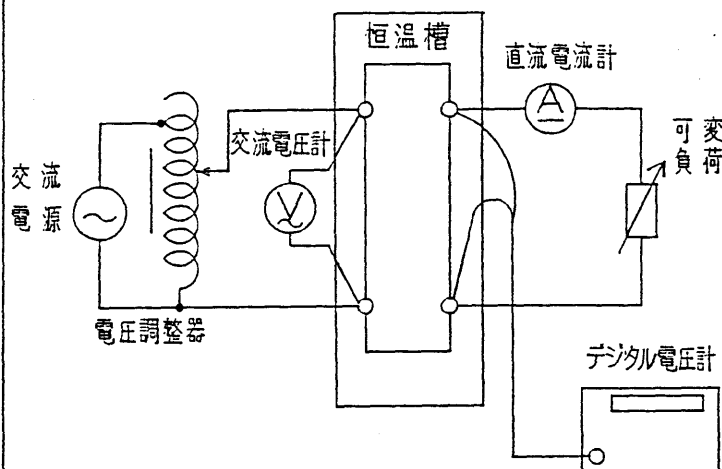 恒温槽
直流電流計
A
可変
負荷
交流電圧計
V
交流
電源
電圧調整器
デジタル電圧計